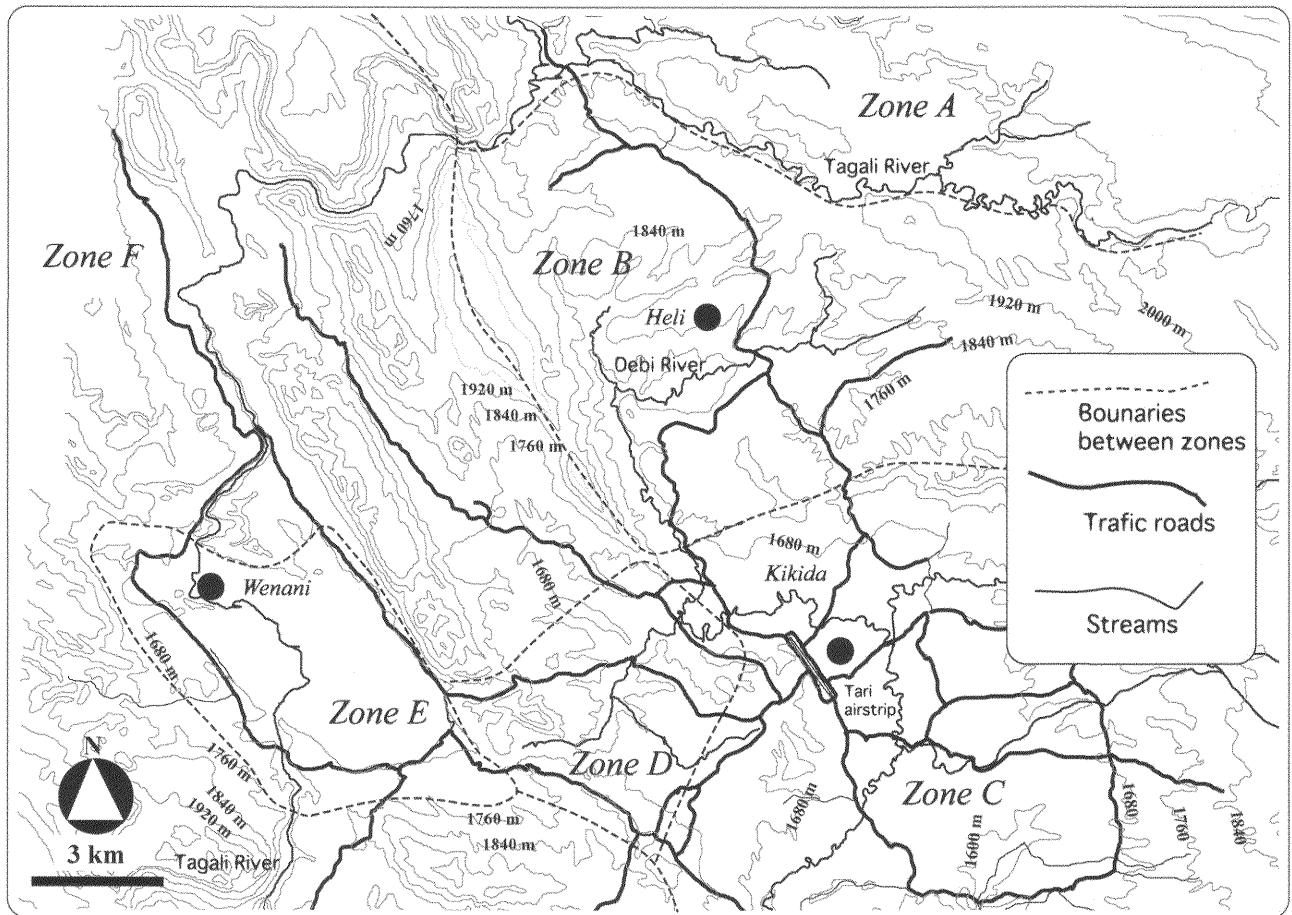 Zone A
Tagali River
1760 m
1840 m
Zone F
Zone B
Heli
1920 m
2000 m
1840 m
Debi River
1760 m
1920 m
1840 m
1760 m
Bounaries
between zones
Trafic roads
Streams
1680 m
Kikida
1680 m
Wenani
1680 m
Tari
airstrip
Zone E
Zone D
Zone C
N
1760 m
1840 m
1920 m
1680 m
1680
1760
1840
1760 m
1840 m
1600 m
3 km
Tagali River